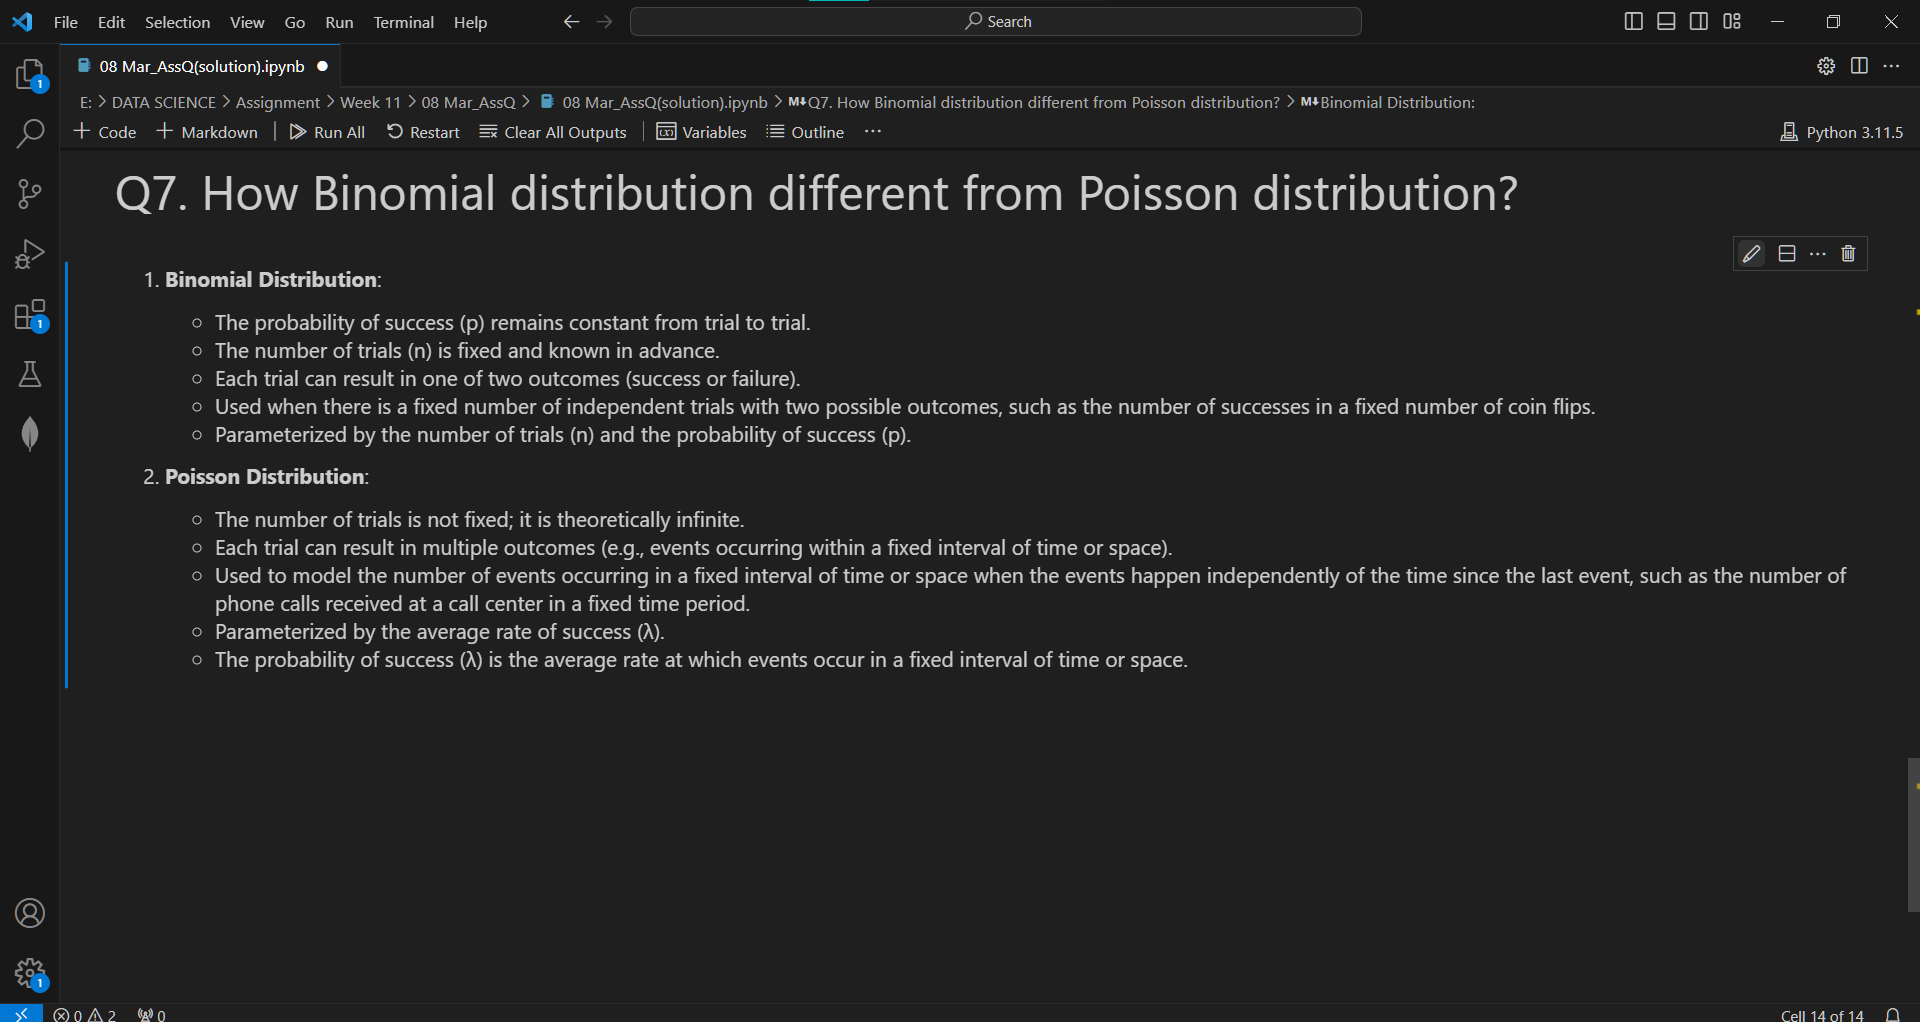 File Edit Selection View Go Run Terminal Help
Search
08 Mar_AssQ(solution).ipynb
E: > DATA SCIENCE > Assignment > Week 11 > 08 Mar_AssQ > 08 Mar_AssQ(solution).ipynb > M↓Q7. How Binomial distribution different from Poisson distribution? > M↓Binomial Distribution:
+ Code + Markdown | Run All Restart Clear All Outputs | Variables Outline ...
Python 3.11.5
Q7. How Binomial distribution different from Poisson distribution?
1. Binomial Distribution:
○ The probability of success (p) remains constant from trial to trial.
○ The number of trials (n) is fixed and known in advance.
○ Each trial can result in one of two outcomes (success or failure).
○ Used when there is a fixed number of independent trials with two possible outcomes, such as the number of successes in a fixed number of coin flips.
○ Parameterized by the number of trials (n) and the probability of success (p).
2. Poisson Distribution:
○ The number of trials is not fixed; it is theoretically infinite.
○ Each trial can result in multiple outcomes (e.g., events occurring within a fixed interval of time or space).
○ Used to model the number of events occurring in a fixed interval of time or space when the events happen independently of the time since the last event, such as the number of
phone calls received at a call center in a fixed time period.
○ Parameterized by the average rate of success (λ).
○ The probability of success (λ) is the average rate at which events occur in a fixed interval of time or space.
1
1
1
0 2 0
Cell 14 of 14